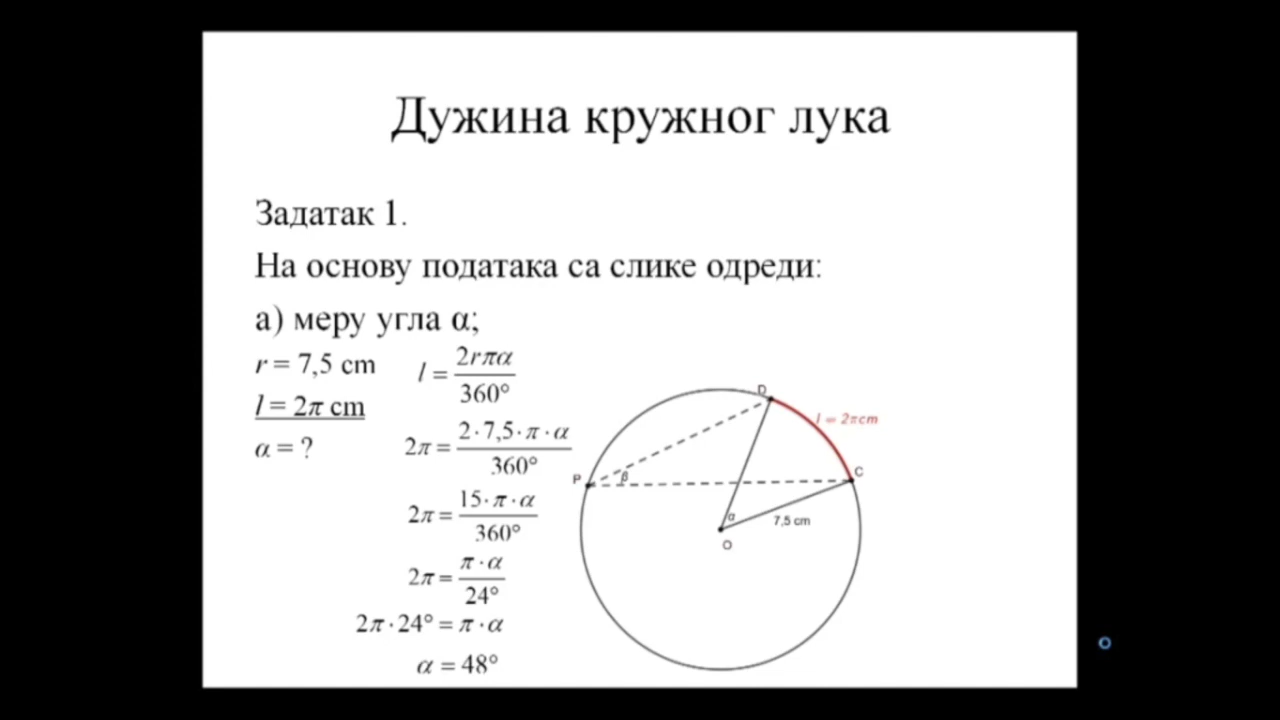 Дужина кружног лука
Задатак 1.
На основу података са слике одреди:
а) меру угла α;
r = 7,5 cm
l = 2π cm
α = ?
l = 2rπα / 360°
2π = 2·7,5·π·α / 360°
2π = 15·π·α / 360°
2π = π·α / 24°
2π·24° = π·α
α = 48°
D
l = 2πcm
P
β
C
α
7,5 cm
O